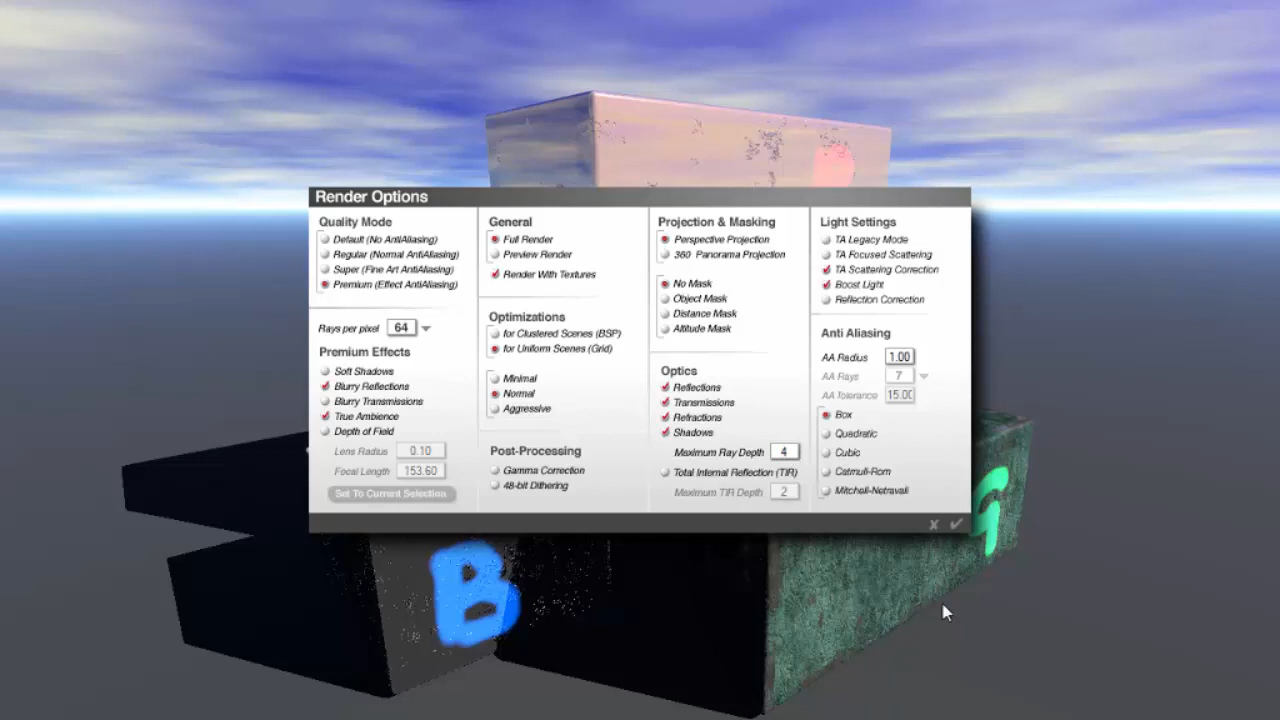 Render Options
Quality Mode
Default (No AntiAliasing)
Regular (Normal AntiAliasing)
Super (Fine Art AntiAliasing)
Premium (Effect AntiAliasing)
Rays per pixel 64
Premium Effects
Soft Shadows
Blurry Reflections
Blurry Transmissions
True Ambience
Depth of Field
Lens Radius 0.10
Focal Length 153.60
Set To Current Selection
General
Full Render
Preview Render
Render With Textures
Optimizations
for Clustered Scenes (BSP)
for Uniform Scenes (Grid)
Minimal
Normal
Aggressive
Post-Processing
Gamma Correction
48-bit Dithering
Projection & Masking
Perspective Projection
360 Panorama Projection
No Mask
Object Mask
Distance Mask
Altitude Mask
Optics
Reflections
Transmissions
Refractions
Shadows
Maximum Ray Depth 4
Total Internal Reflection (TIR)
Maximum TIR Depth 2
Light Settings
TA Legacy Mode
TA Focused Scattering
TA Scattering Correction
Boost Light
Reflection Correction
Anti Aliasing
AA Radius 1.00
AA Rays 7
AA Tolerance 15.00
Box
Quadratic
Cubic
Catmull-Rom
Mitchell-Netravali
B
G